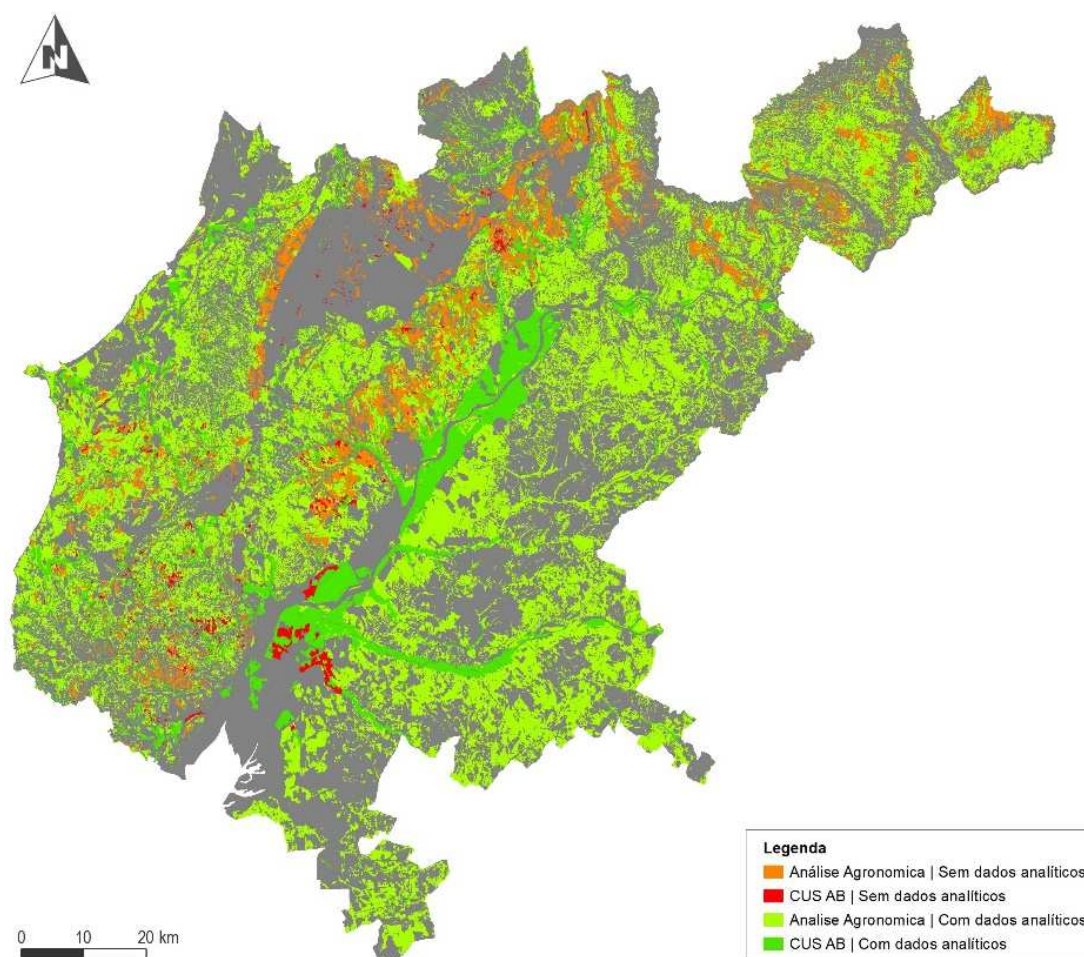 N
Legenda
Análise Agronomica | Sem dados analíticos
CUS AB | Sem dados analíticos
Analise Agronomica | Com dados analíticos
CUS AB | Com dados analíticos
0 10 20 km